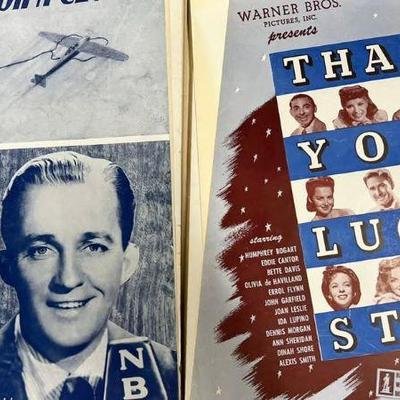 WARNER BROS.
PICTURES, INC.
presents
THA
YO
LUC
ST
starring
HUMPHREY BOGART
EDDIE CANTOR
BETTE DAVIS
OLIVIA de HAVILLAND
ERROL FLYNN
JOHN GARFIELD
JOAN LESLIE
IDA LUPINO
DENNIS MORGAN
ANN SHERIDAN
DINAH SHORE
ALEXIS SMITH
NB